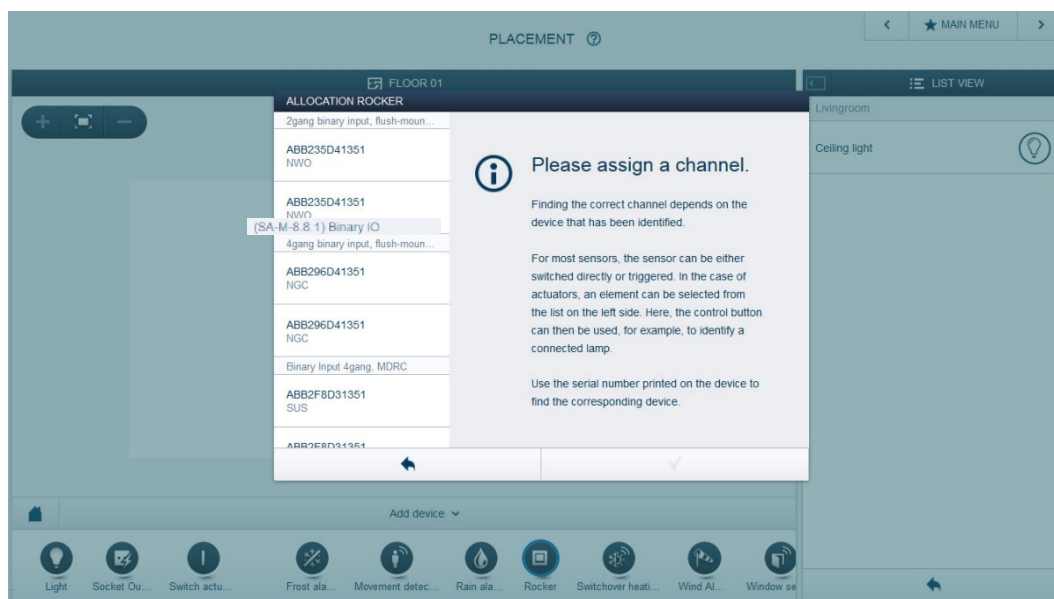 PLACEMENT ?
★ MAIN MENU
FLOOR 01
LIST VIEW
Livingroom
Ceiling light
ALLOCATION ROCKER
2gang binary input, flush-moun...
ABB235D41351
NWO
ABB235D41351
NWO
(SA-M-8.8.1) Binary IO
4gang binary input, flush-moun...
ABB296D41351
NGC
ABB296D41351
NGC
Binary Input 4gang, MDRC
ABB2F8D31351
SUS
ABB2F8D31351
Please assign a channel.
Finding the correct channel depends on the
device that has been identified.
For most sensors, the sensor can be either
switched directly or triggered. In the case of
actuators, an element can be selected from
the list on the left side. Here, the control button
can then be used, for example, to identify a
connected lamp.
Use the serial number printed on the device to
find the corresponding device.
Add device
Light
Socket Ou...
Switch actu...
Frost ala...
Movement detec...
Rain ala...
Rocker
Switchover heati...
Wind Al...
Window se